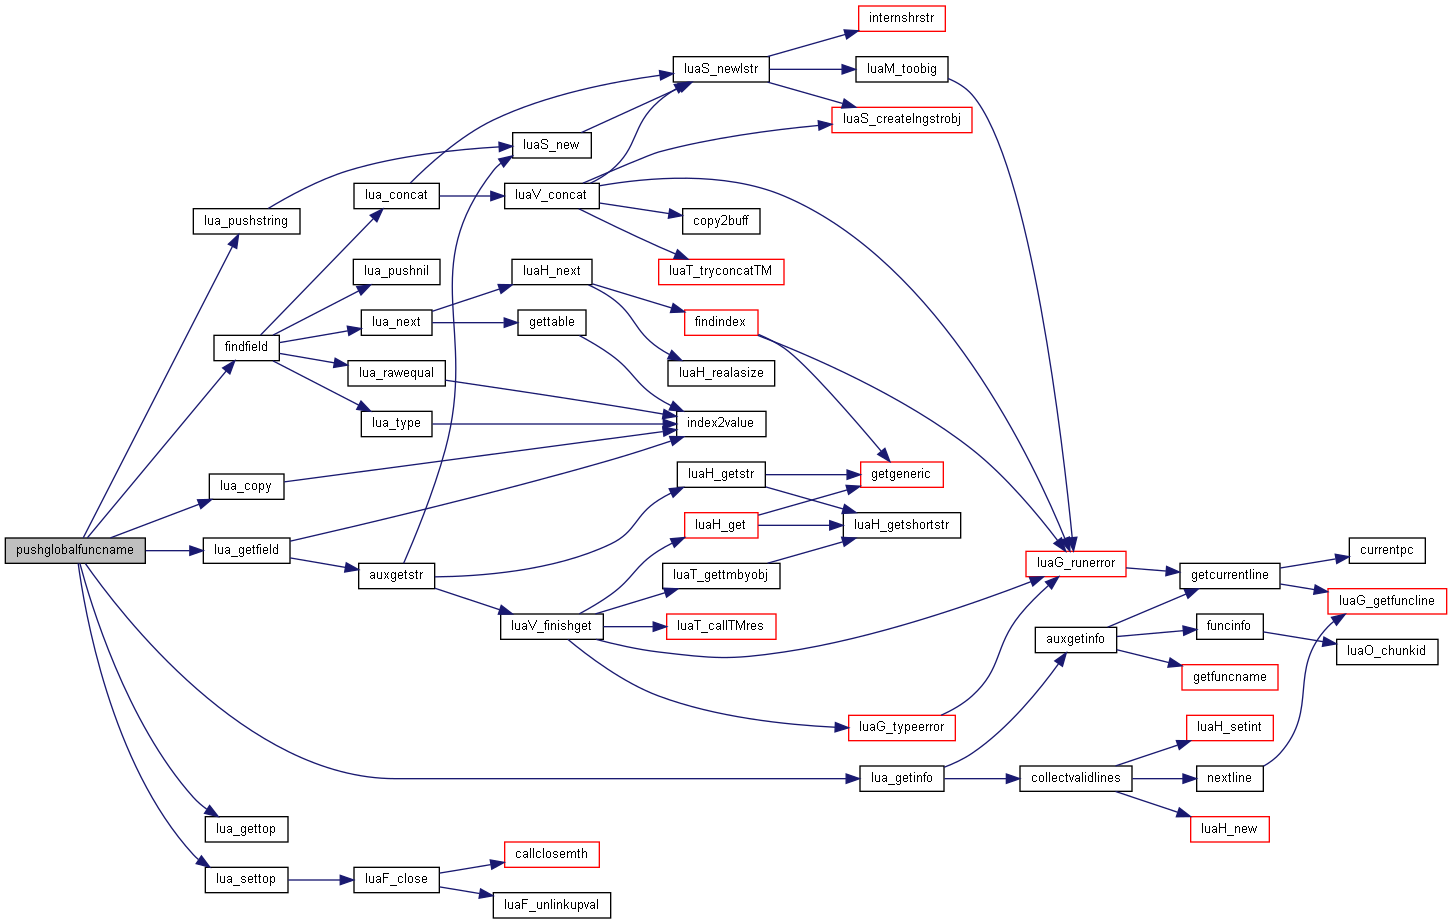 internshrstr
luaS_newlstr
luaM_toobig
luaS_createlngstrobj
luaS_new
lua_concat
luaV_concat
lua_pushstring
copy2buff
lua_pushnil
luaH_next
luaT_tryconcatTM
lua_next
gettable
findindex
findfield
lua_rawequal
luaH_realasize
lua_type
index2value
lua_copy
luaH_getstr
getgeneric
luaH_get
luaH_getshortstr
pushglobalfuncname
lua_getfield
auxgetstr
luaT_gettmbyobj
luaG_runerror
getcurrentline
currentpc
luaV_finishget
luaT_callTMres
auxgetinfo
funcinfo
luaG_getfuncline
luaO_chunkid
getfuncname
luaG_typeerror
luaH_setint
lua_getinfo
collectvalidlines
nextline
lua_gettop
luaH_new
lua_settop
luaF_close
callclosemth
luaF_unlinkupval